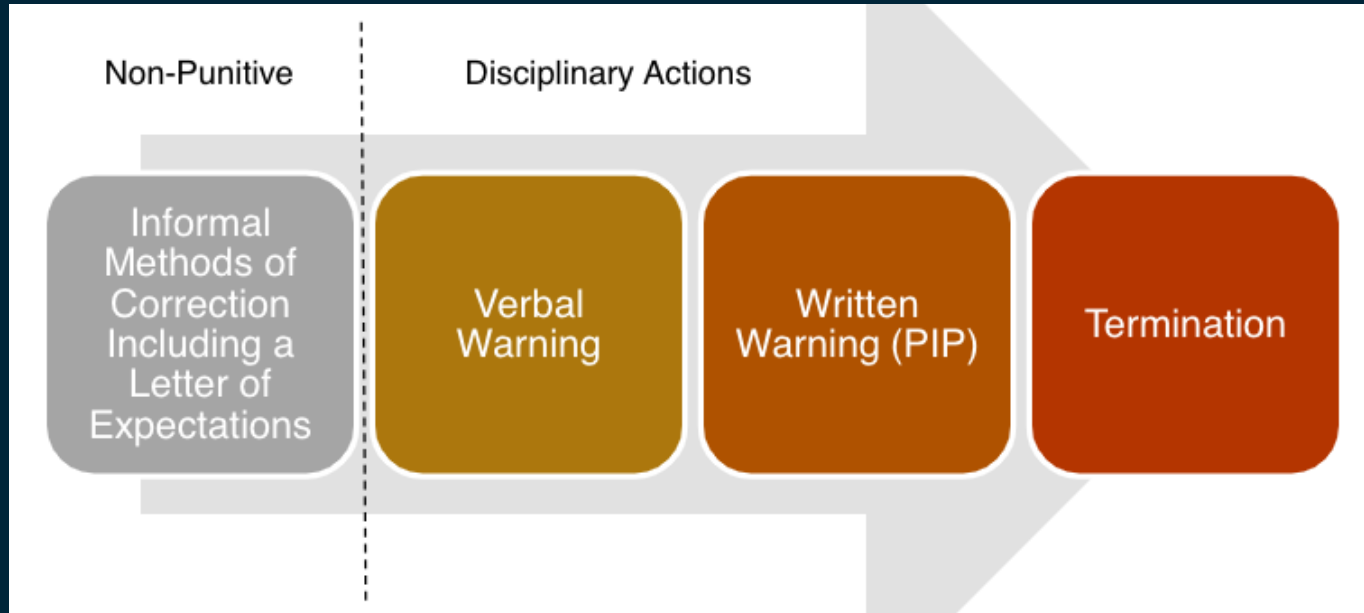 Non-Punitive
Disciplinary Actions
Informal
Methods of
Correction
Including a
Letter of
Expectations
Verbal
Warning
Written
Warning (PIP)
Termination